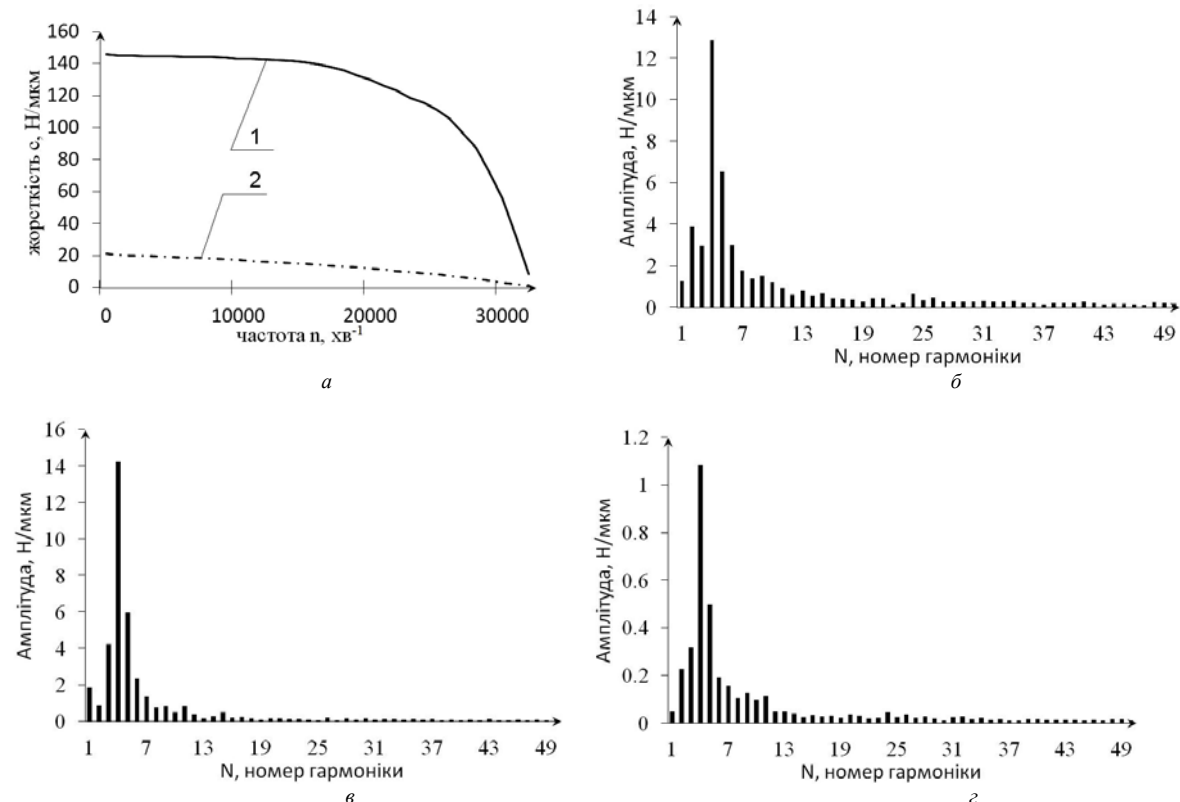 160
140
120
100
80
60
40
20
0
жорсткість с, Н/мкм
1
2
0 10000 20000 30000
частота n, хв-1
а
14
12
10
8
6
4
2
0
Амплітуда, Н/мкм
1 7 13 19 25 31 37 43 49
N, номер гармоніки
б
16
14
12
10
8
6
4
2
0
Амплітуда, Н/мкм
1 7 13 19 25 31 37 43 49
N, номер гармоніки
в
1.2
1
0.8
0.6
0.4
0.2
0
Амплітуда, Н/мкм
1 7 13 19 25 31 37 43 49
N, номер гармоніки
г